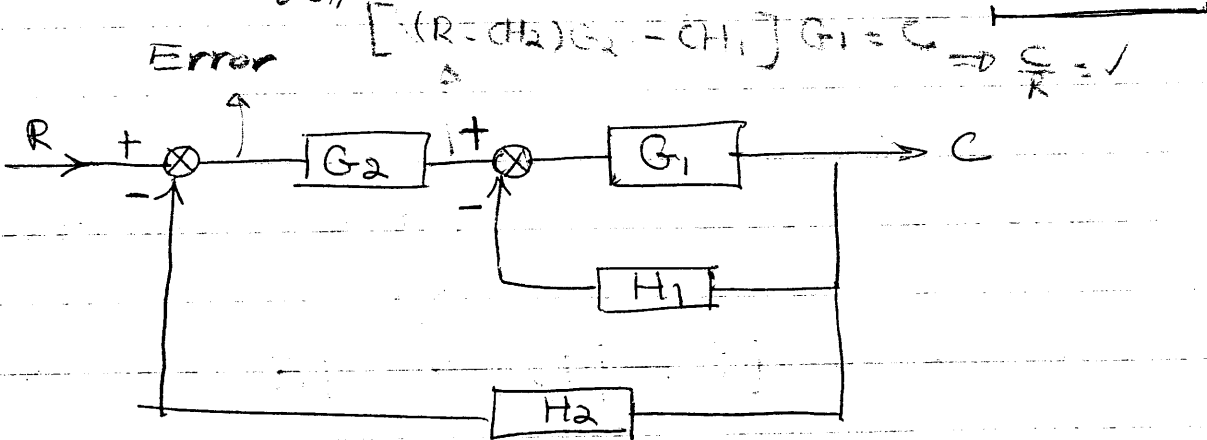 [(R-CH2)G2 - CH1] G1 = C
⇒ C/R = ✓
Error
R + - G2 + - G1 C
H1
H2